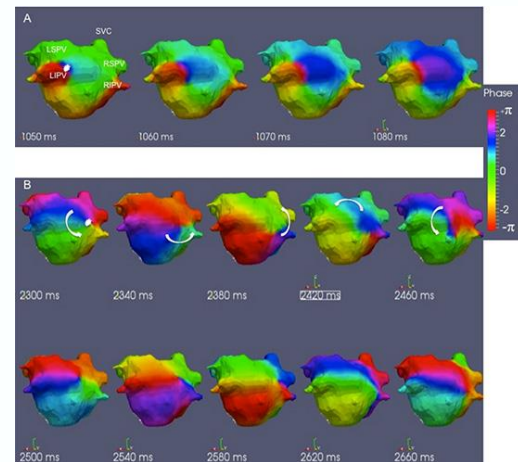 A
SVC
LSPV
RSPV
LIPV
RIPV
1050 ms
1060 ms
1070 ms
1080 ms
Phase
-π
2
0
-2
-π
B
2300 ms
2340 ms
2380 ms
2420 ms
2460 ms
2500 ms
2540 ms
2580 ms
2620 ms
2660 ms